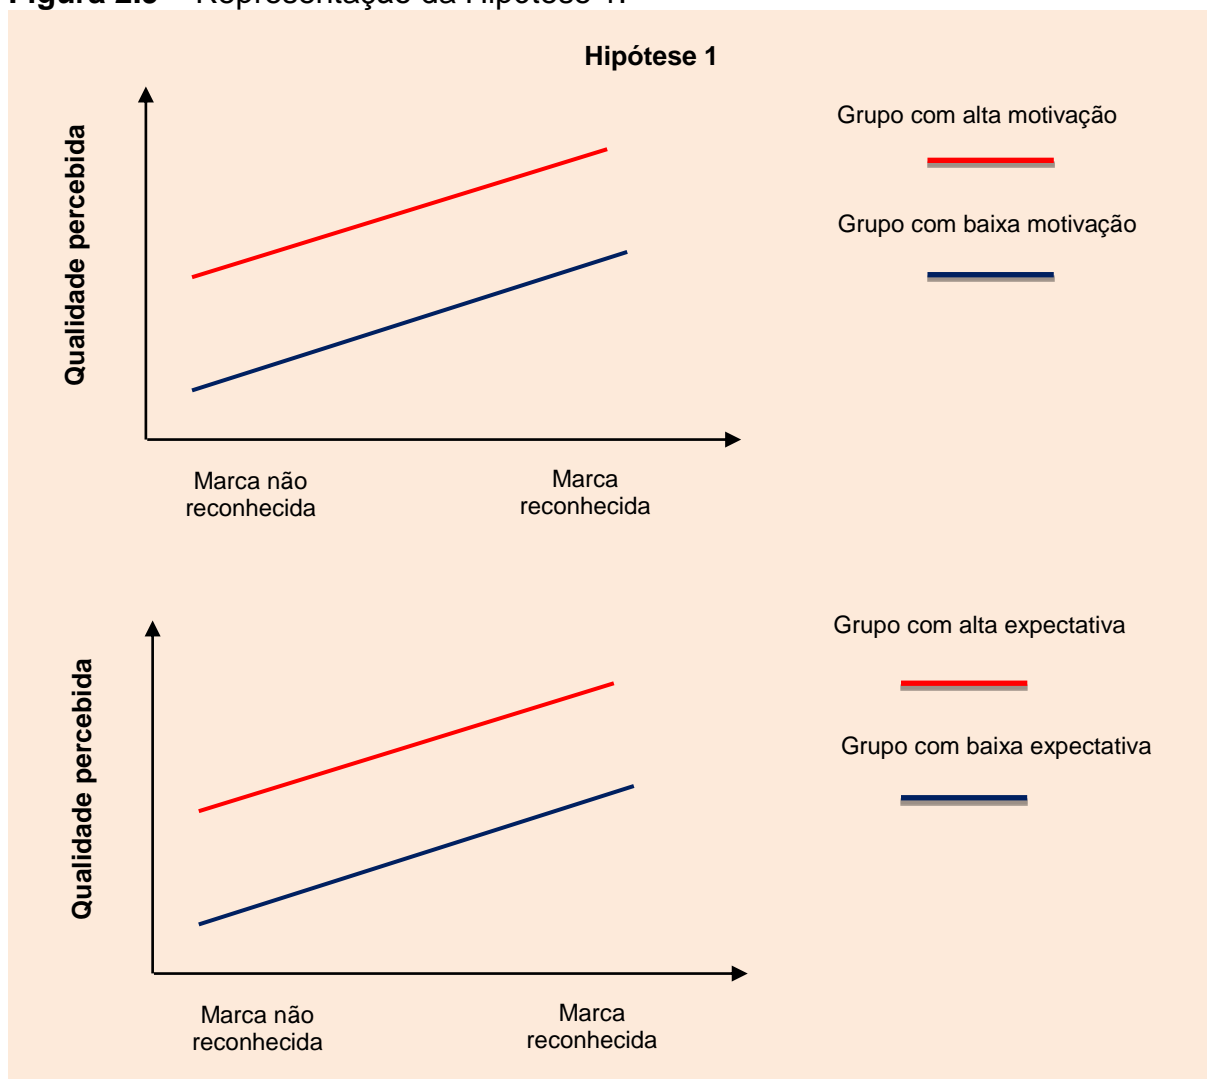 Hipótese 1
Qualidade percebida
Grupo com alta motivação
Grupo com baixa motivação
Marca não
reconhecida
Marca
reconhecida
Qualidade percebida
Grupo com alta expectativa
Grupo com baixa expectativa
Marca não
reconhecida
Marca
reconhecida